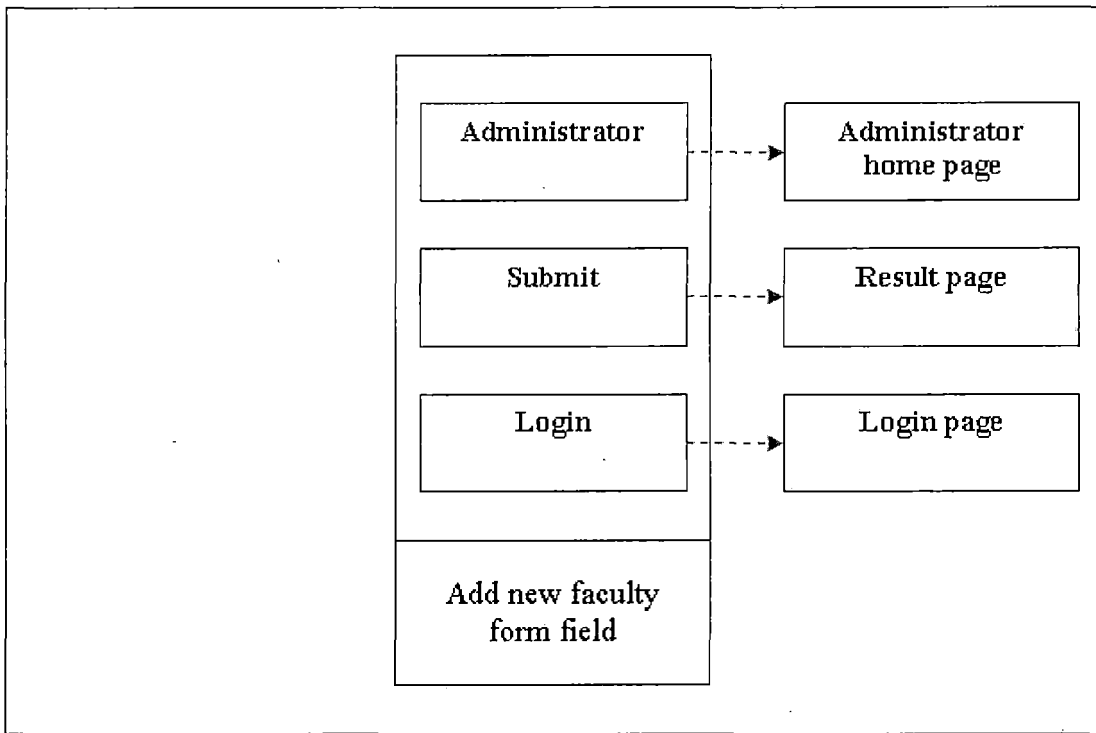 Administrator
Administrator
home page
Submit
Result page
Login
Login page
Add new faculty
form field